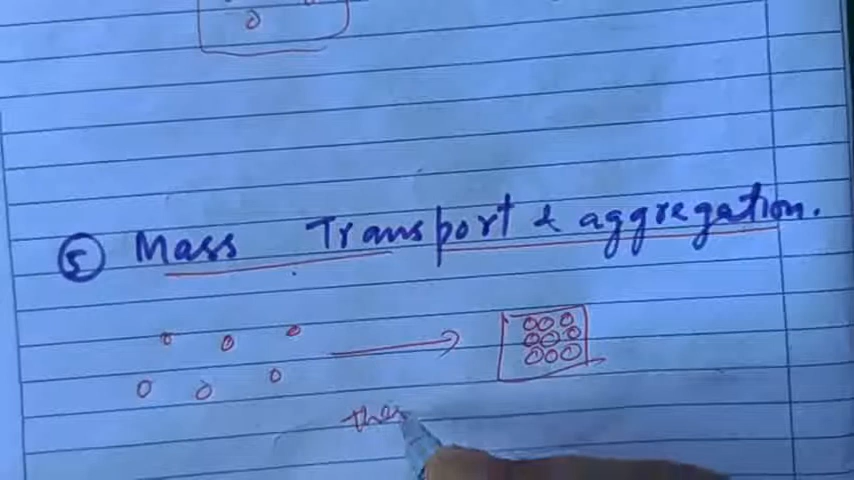 ⑤ Mass Transport & aggregation.